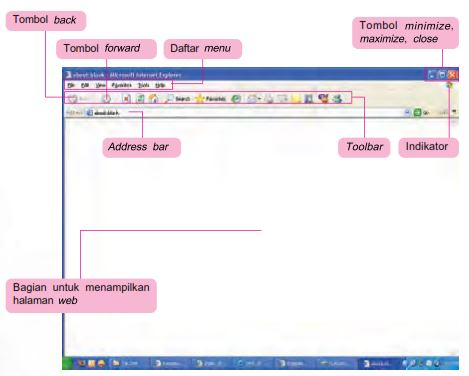 Tombol back
Tombol minimize,
maximize, close
Tombol forward
Daftar menu
about:blank - Microsoft Internet Explorer
File Edit View Favorites Tools Help
Search Favorites
Address about:blank
Go
Address bar
Toolbar
Indikator
Bagian untuk menampilkan
halaman web